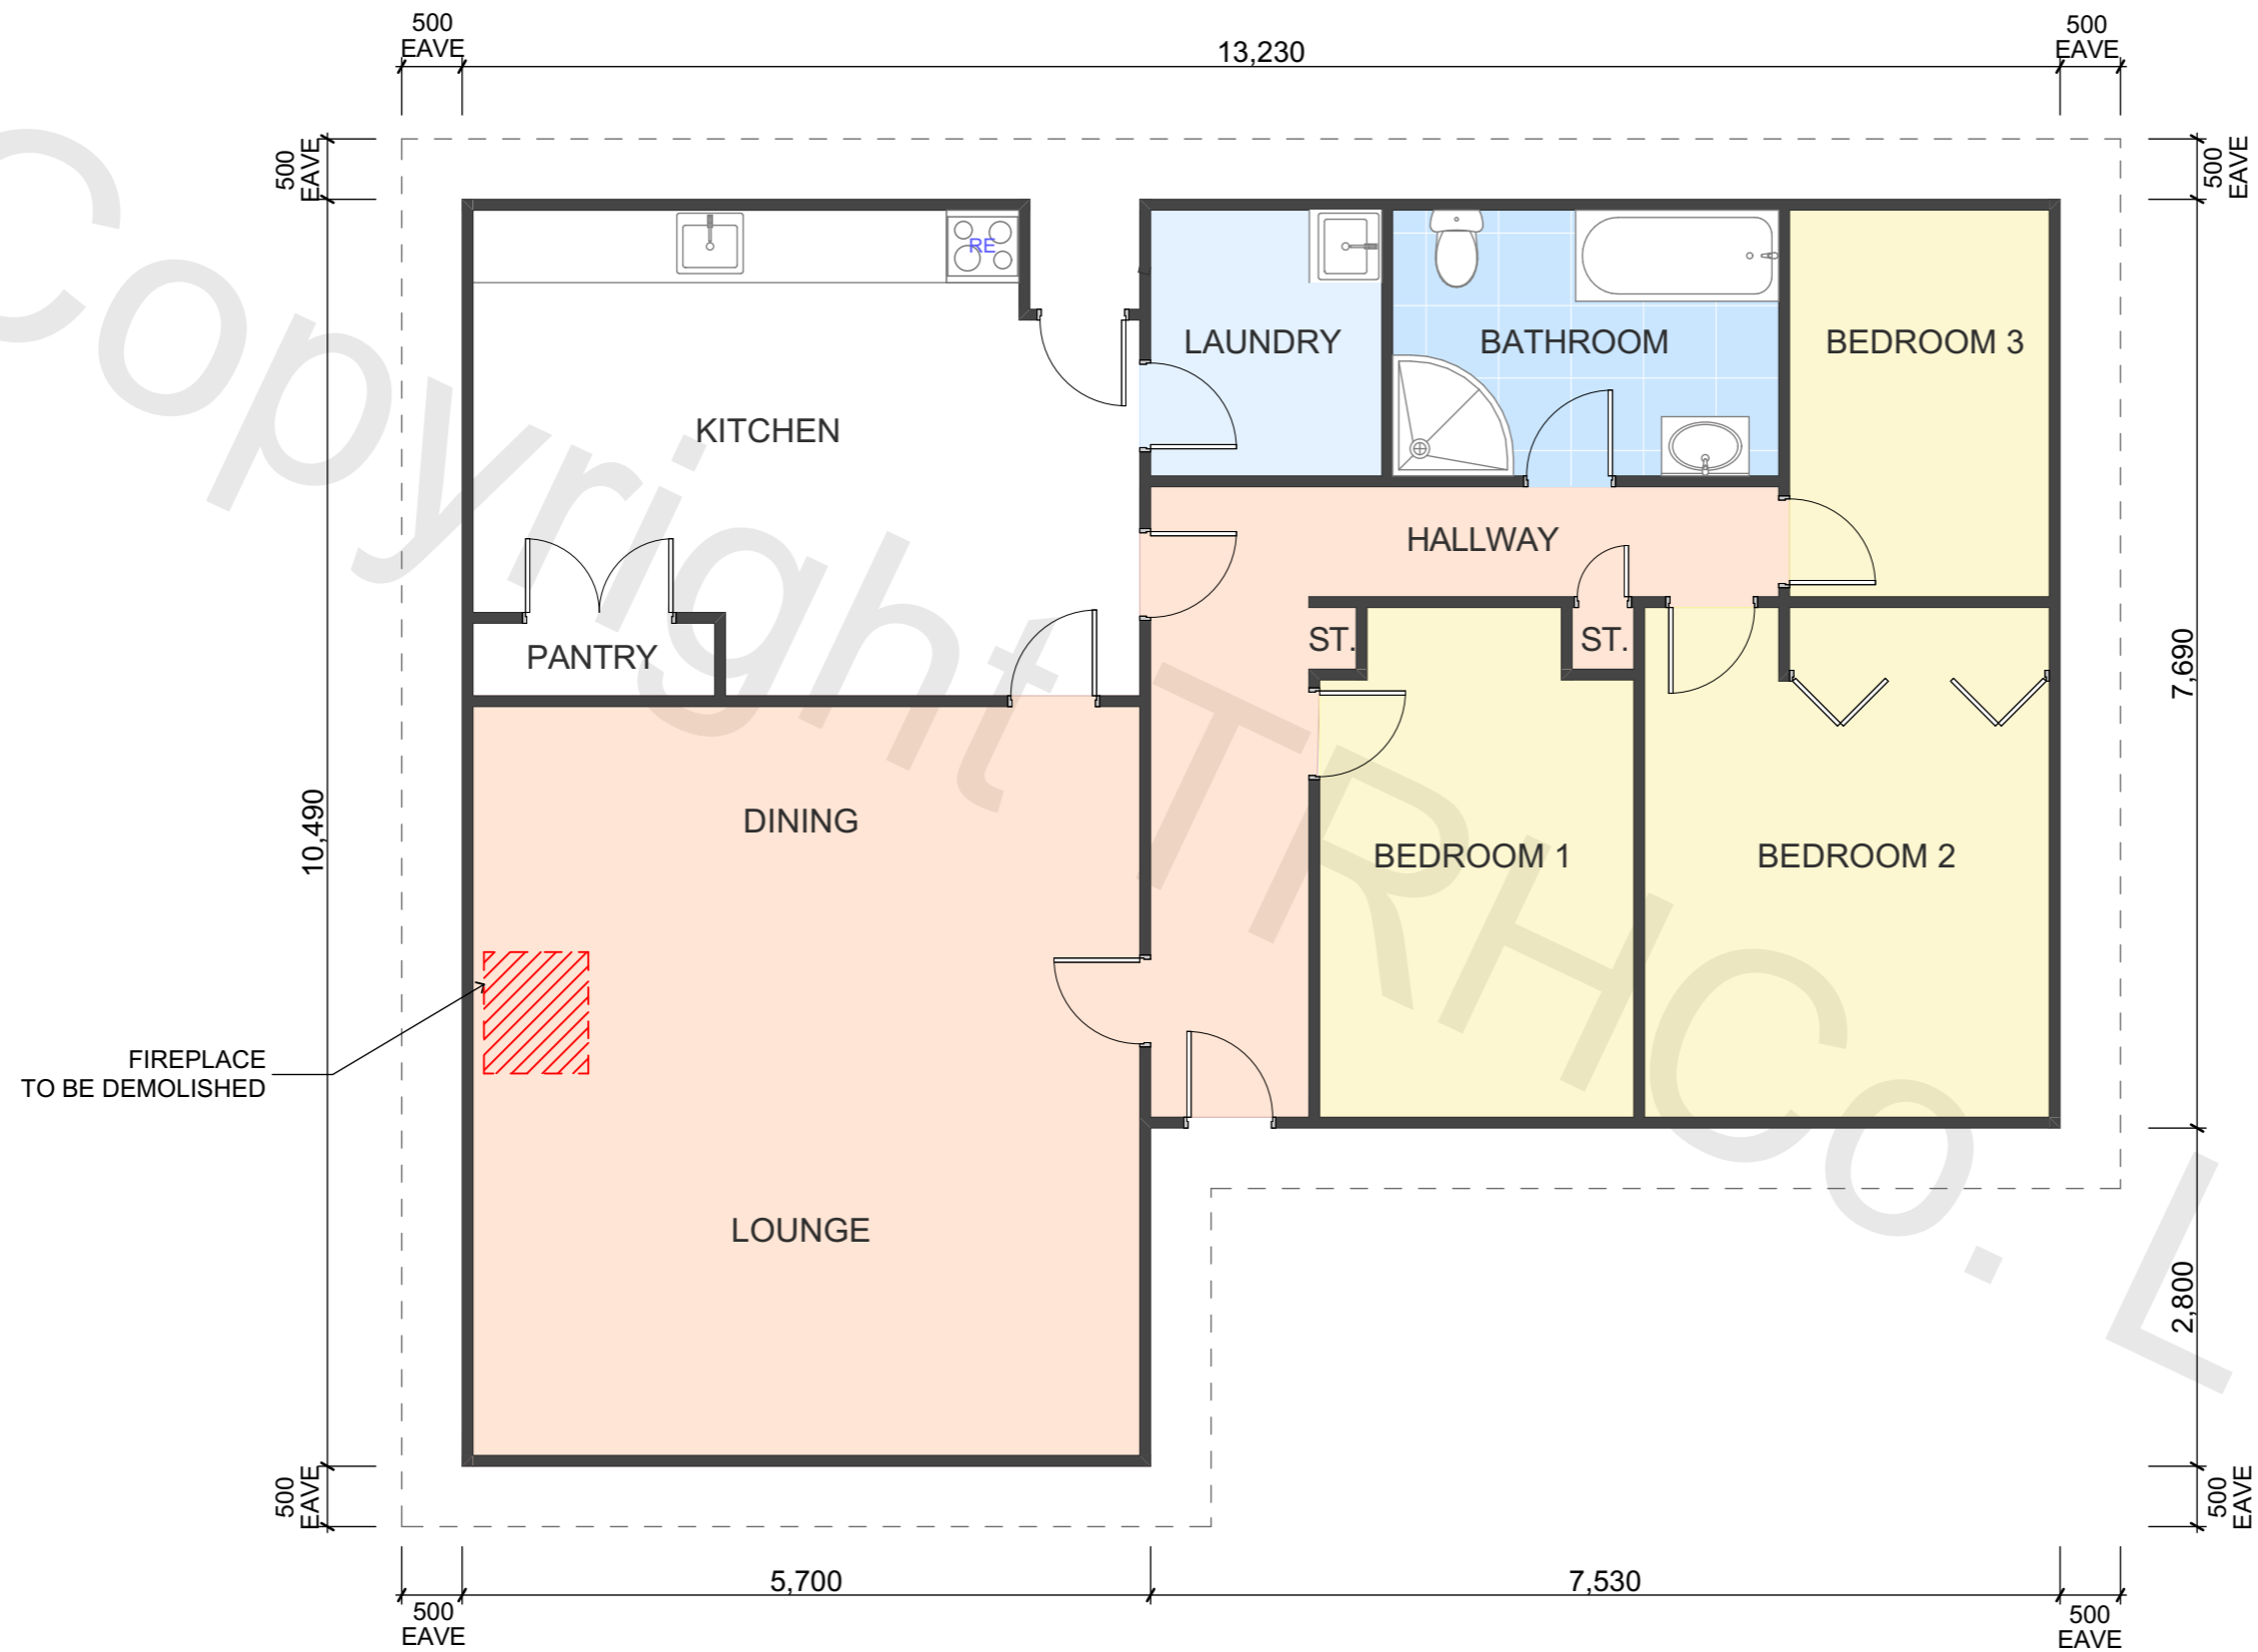 500
EAVE
13,230
500
EAVE
500
EAVE
500
EAVE
RE
LAUNDRY
BATHROOM
BEDROOM 3
KITCHEN
HALLWAY
PANTRY
ST.
ST.
7,690
DINING
10,490
BEDROOM 1
BEDROOM 2
FIREPLACE
TO BE DEMOLISHED
LOUNGE
2,800
500
EAVE
500
EAVE
5,700
7,530
500
EAVE
500
EAVE
Copyright TRHCo. L